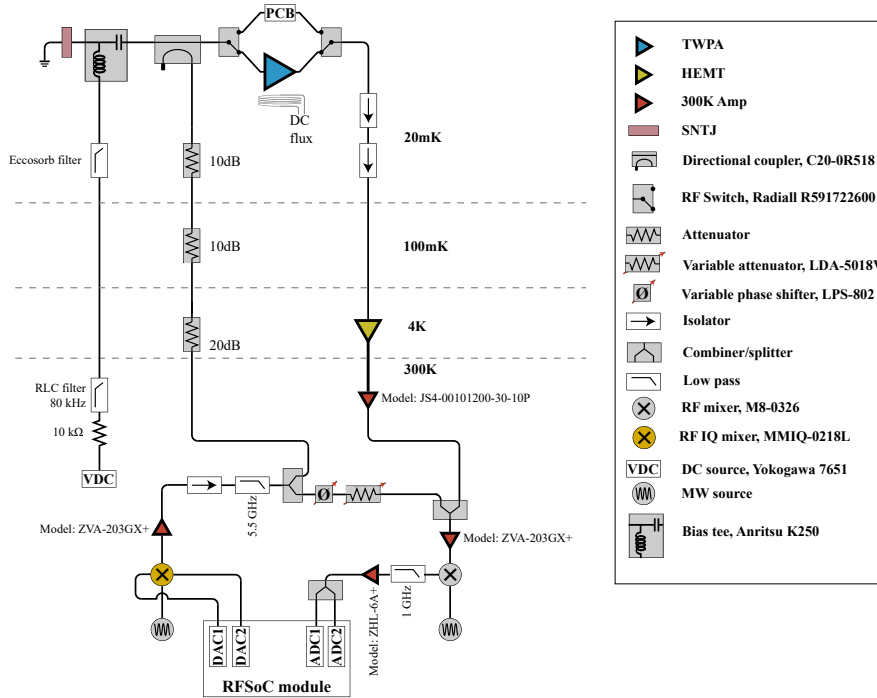 PCB
DC
flux
20mK
Eccosorb filter
10dB
10dB
100mK
20dB
4K
300K
RLC filter
80 kHz
10 kΩ
VDC
Model: JS4-00101200-30-10P
5.5 GHz
Ø
Model: ZVA-203GX+
Model: ZVA-203GX+
1 GHz
Model: ZHL-6A+
MW
MW
DAC1
DAC2
ADC1
ADC2
RFSoC module
TWPA
HEMT
300K Amp
SNTJ
Directional coupler, C20-0R518
RF Switch, Radiall R591722600
Attenuator
Variable attenuator, LDA-5018V
Ø Variable phase shifter, LPS-802
Isolator
Combiner/splitter
Low pass
RF mixer, M8-0326
RF IQ mixer, MMIQ-0218L
VDC DC source, Yokogawa 7651
MW source
Bias tee, Anritsu K250